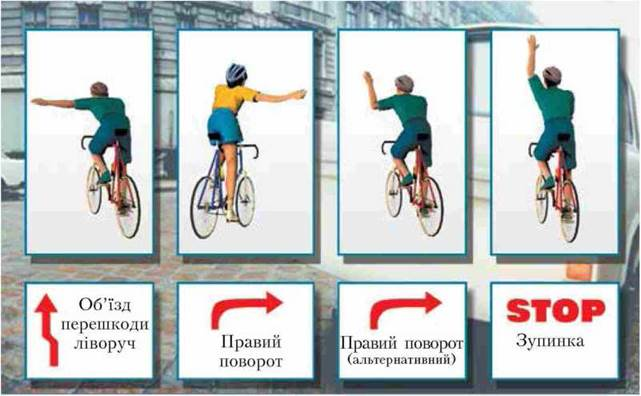 Об’їзд
перешкоди
ліворуч
Правий
поворот
Правий поворот
(альтернативний)
STOP
Зупинка